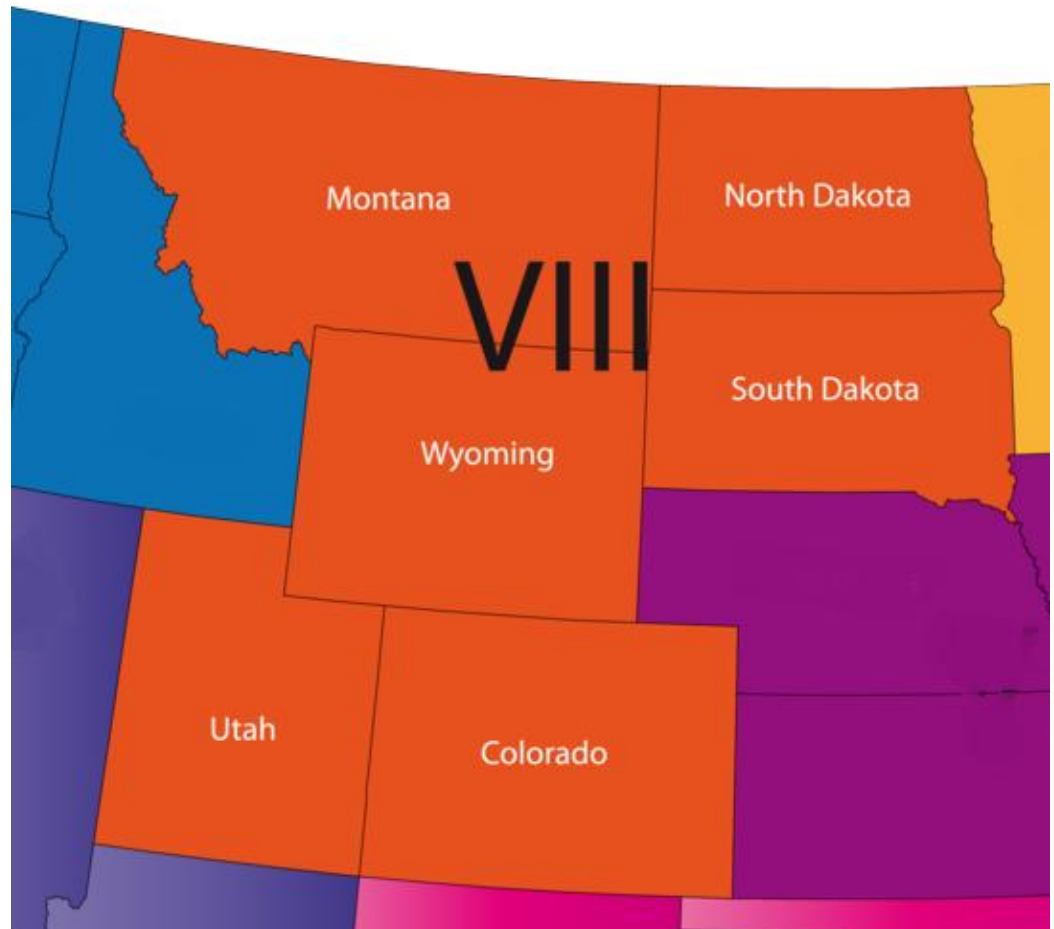 Montana
North Dakota
VIII
South Dakota
Wyoming
Utah
Colorado